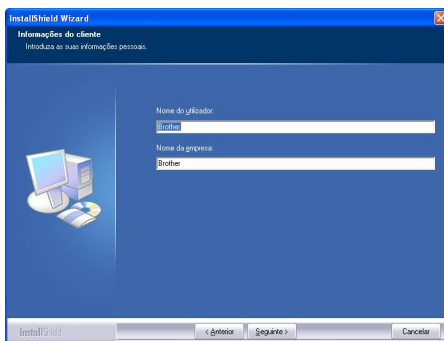 InstallShield Wizard
Informações do cliente
Introduza as suas informações pessoais.
Nome do utilizador:
Brother
Nome da empresa:
Brother
InstallShield
< Anterior
Seguinte >
Cancelar